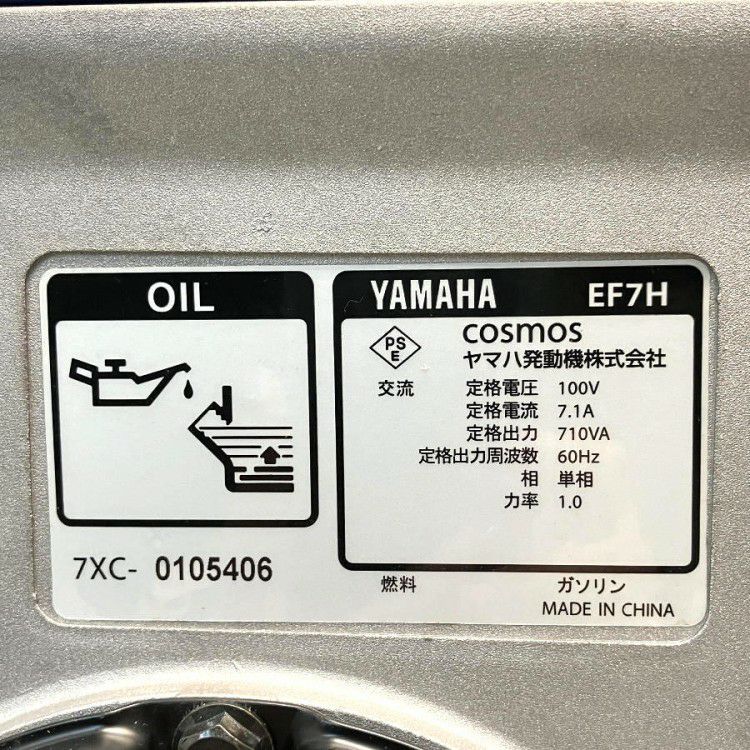 OIL
7XC- 0105406
YAMAHA EF7H
PS
E
cosmos
ヤマハ発動機株式会社
交流 定格電圧 100V
定格電流 7.1A
定格出力 710VA
定格出力周波数 60Hz
相 単相
力率 1.0
燃料 ガソリン
MADE IN CHINA